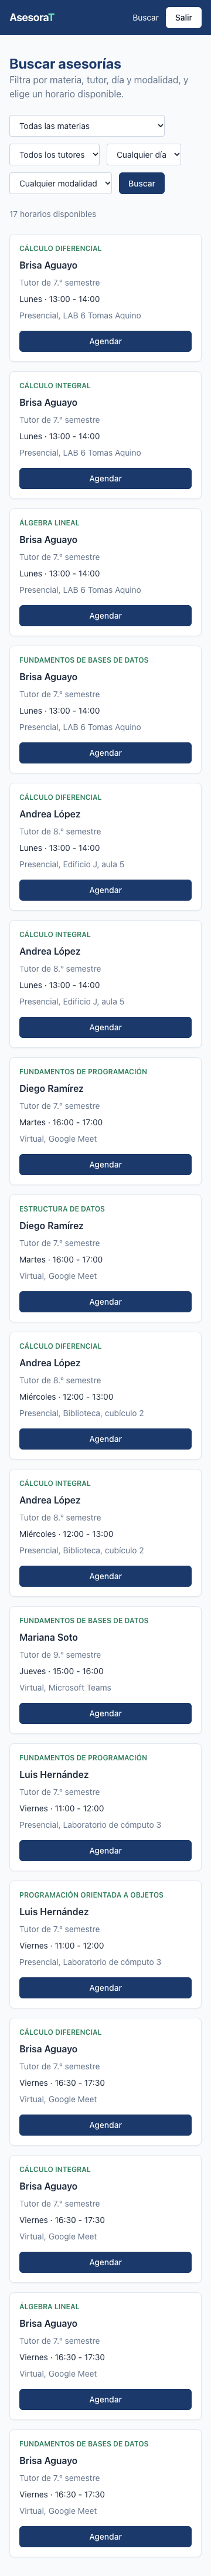 AsesoraT
Buscar
Salir
Buscar asesorías
Filtra por materia, tutor, día y modalidad, y
elige un horario disponible.
Todas las materias
Todos los tutores
Cualquier día
Cualquier modalidad
Buscar
17 horarios disponibles
CÁLCULO DIFERENCIAL
Brisa Aguayo
Tutor de 7.º semestre
Lunes · 13:00 - 14:00
Presencial, LAB 6 Tomas Aquino
Agendar
CÁLCULO INTEGRAL
Brisa Aguayo
Tutor de 7.º semestre
Lunes · 13:00 - 14:00
Presencial, LAB 6 Tomas Aquino
Agendar
ÁLGEBRA LINEAL
Brisa Aguayo
Tutor de 7.º semestre
Lunes · 13:00 - 14:00
Presencial, LAB 6 Tomas Aquino
Agendar
FUNDAMENTOS DE BASES DE DATOS
Brisa Aguayo
Tutor de 7.º semestre
Lunes · 13:00 - 14:00
Presencial, LAB 6 Tomas Aquino
Agendar
CÁLCULO DIFERENCIAL
Andrea López
Tutor de 8.º semestre
Lunes · 13:00 - 14:00
Presencial, Edificio J, aula 5
Agendar
CÁLCULO INTEGRAL
Andrea López
Tutor de 8.º semestre
Lunes · 13:00 - 14:00
Presencial, Edificio J, aula 5
Agendar
FUNDAMENTOS DE PROGRAMACIÓN
Diego Ramírez
Tutor de 7.º semestre
Martes · 16:00 - 17:00
Virtual, Google Meet
Agendar
ESTRUCTURA DE DATOS
Diego Ramírez
Tutor de 7.º semestre
Martes · 16:00 - 17:00
Virtual, Google Meet
Agendar
CÁLCULO DIFERENCIAL
Andrea López
Tutor de 8.º semestre
Miércoles · 12:00 - 13:00
Presencial, Biblioteca, cubículo 2
Agendar
CÁLCULO INTEGRAL
Andrea López
Tutor de 8.º semestre
Miércoles · 12:00 - 13:00
Presencial, Biblioteca, cubículo 2
Agendar
FUNDAMENTOS DE BASES DE DATOS
Mariana Soto
Tutor de 9.º semestre
Jueves · 15:00 - 16:00
Virtual, Microsoft Teams
Agendar
FUNDAMENTOS DE PROGRAMACIÓN
Luis Hernández
Tutor de 7.º semestre
Viernes · 11:00 - 12:00
Presencial, Laboratorio de cómputo 3
Agendar
PROGRAMACIÓN ORIENTADA A OBJETOS
Luis Hernández
Tutor de 7.º semestre
Viernes · 11:00 - 12:00
Presencial, Laboratorio de cómputo 3
Agendar
CÁLCULO DIFERENCIAL
Brisa Aguayo
Tutor de 7.º semestre
Viernes · 16:30 - 17:30
Virtual, Google Meet
Agendar
CÁLCULO INTEGRAL
Brisa Aguayo
Tutor de 7.º semestre
Viernes · 16:30 - 17:30
Virtual, Google Meet
Agendar
ÁLGEBRA LINEAL
Brisa Aguayo
Tutor de 7.º semestre
Viernes · 16:30 - 17:30
Virtual, Google Meet
Agendar
FUNDAMENTOS DE BASES DE DATOS
Brisa Aguayo
Tutor de 7.º semestre
Viernes · 16:30 - 17:30
Virtual, Google Meet
Agendar